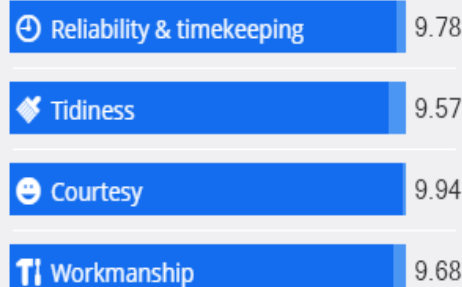 Reliability & timekeeping 9.78
Tidiness 9.57
Courtesy 9.94
Workmanship 9.68